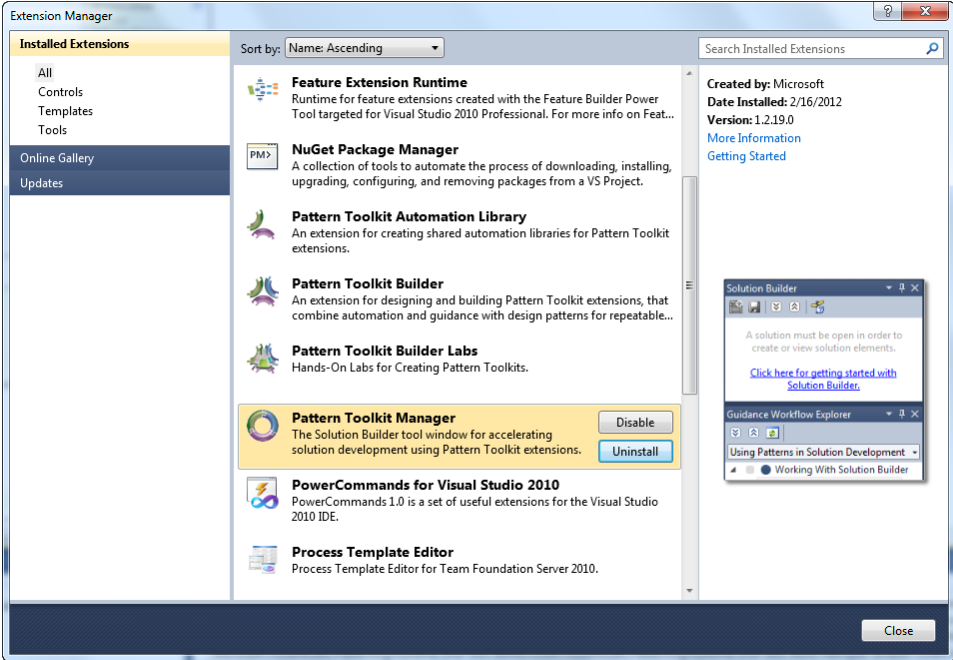 Extension Manager
Installed Extensions
All
Controls
Templates
Tools
Online Gallery
Updates
Sort by: Name: Ascending
Search Installed Extensions
Feature Extension Runtime
Runtime for feature extensions created with the Feature Builder Power
Tool targeted for Visual Studio 2010 Professional. For more info on Feat...
PM>
NuGet Package Manager
A collection of tools to automate the process of downloading, installing,
upgrading, configuring, and removing packages from a VS Project.
Pattern Toolkit Automation Library
An extension for creating shared automation libraries for Pattern Toolkit
extensions.
Pattern Toolkit Builder
An extension for designing and building Pattern Toolkit extensions, that
combine automation and guidance with design patterns for repeatable...
Pattern Toolkit Builder Labs
Hands-On Labs for Creating Pattern Toolkits.
Pattern Toolkit Manager
The Solution Builder tool window for accelerating
solution development using Pattern Toolkit extensions.
Disable
Uninstall
PowerCommands for Visual Studio 2010
PowerCommands 1.0 is a set of useful extensions for the Visual Studio
2010 IDE.
Process Template Editor
Process Template Editor for Team Foundation Server 2010.
Created by: Microsoft
Date Installed: 2/16/2012
Version: 1.2.19.0
More Information
Getting Started
Solution Builder
A solution must be open in order to
create or view solution elements.
Click here for getting started with
Solution Builder.
Guidance Workflow Explorer
Using Patterns in Solution Development
Working With Solution Builder
Close